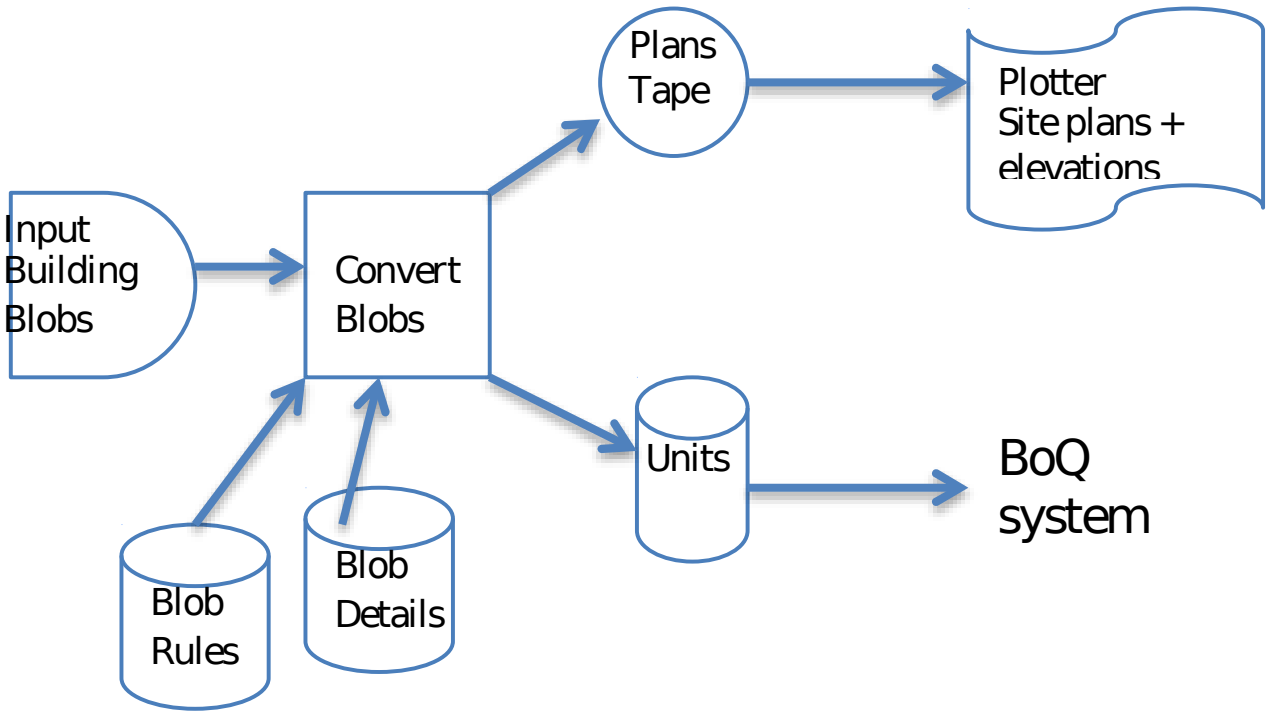 Plans
Tape
Plotter
Site plans +
elevations
Input
Building
Blobs
Convert
Blobs
Units
BoQ
system
Blob
Details
Blob
Rules